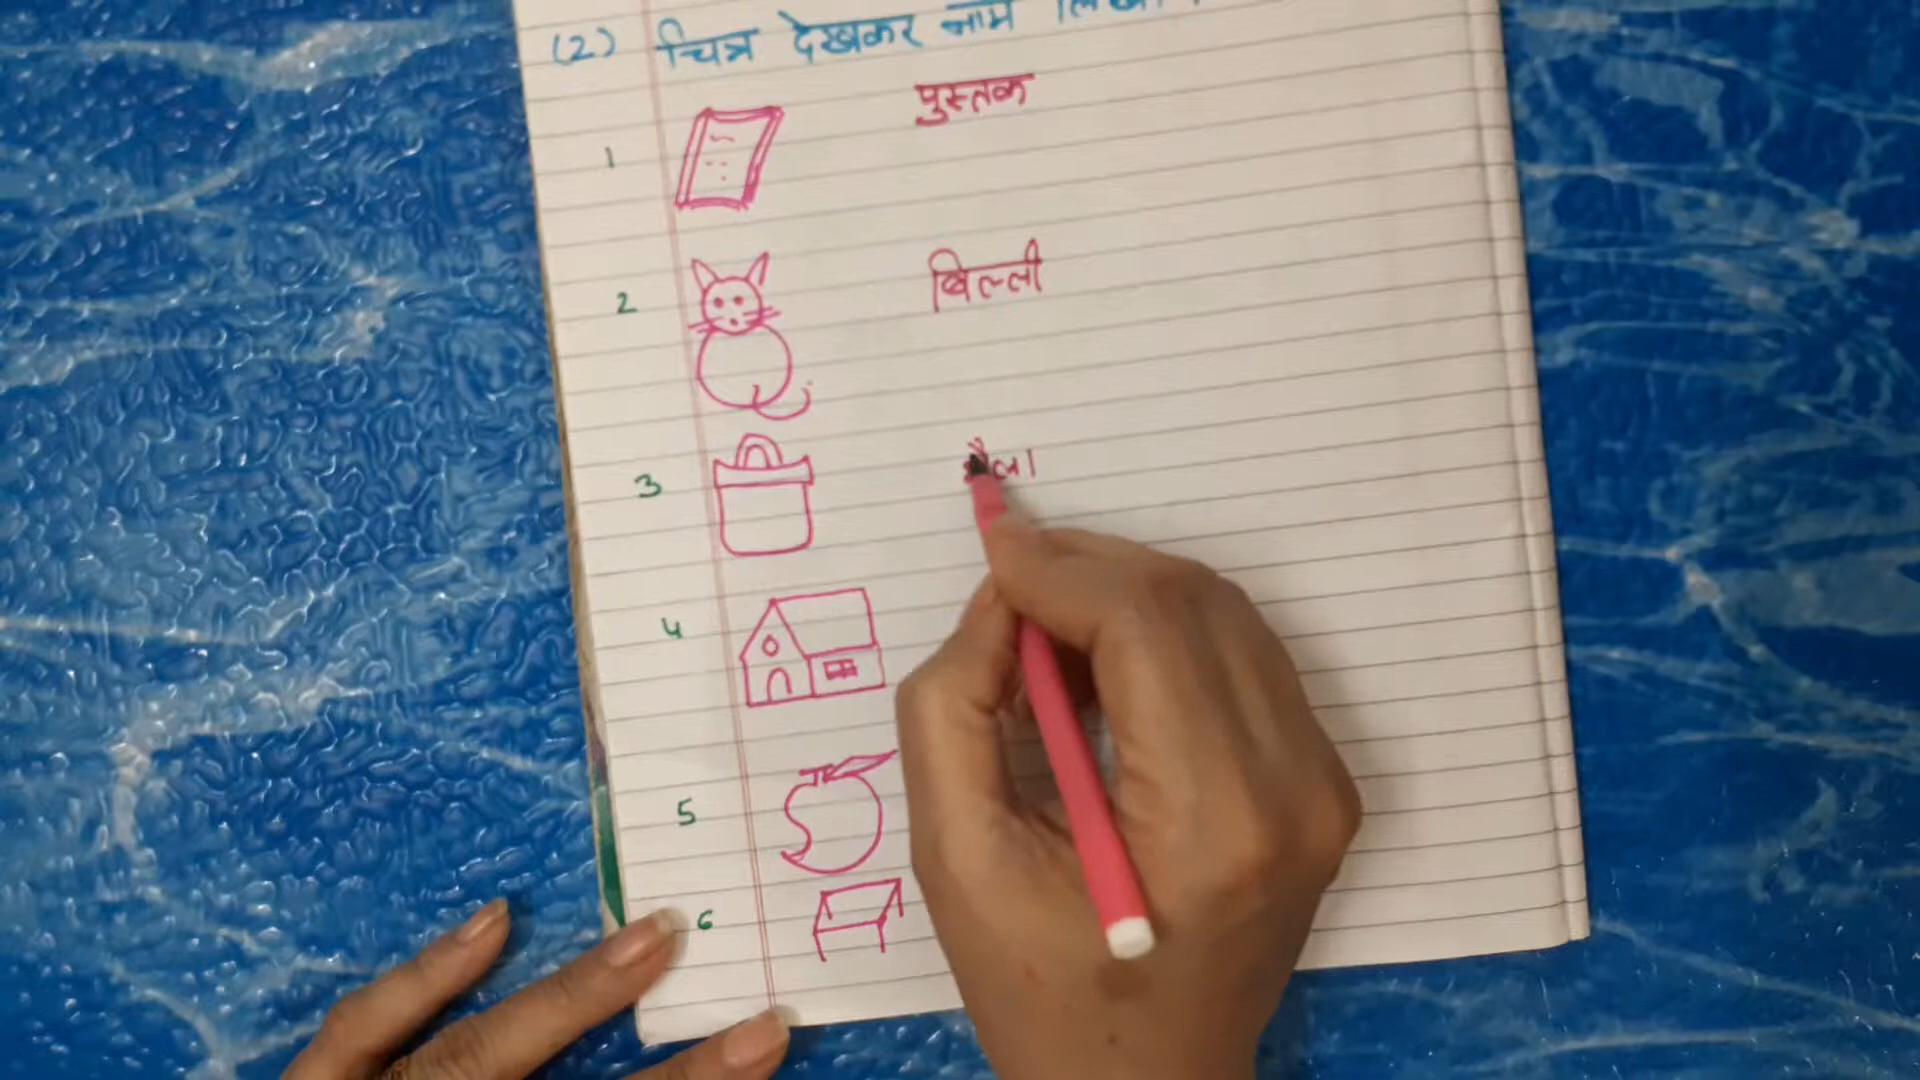 (2) चित्र देखकर नाम लिखो।
1 पुस्तक
2 बिल्ली
3 थैला
4
5
6